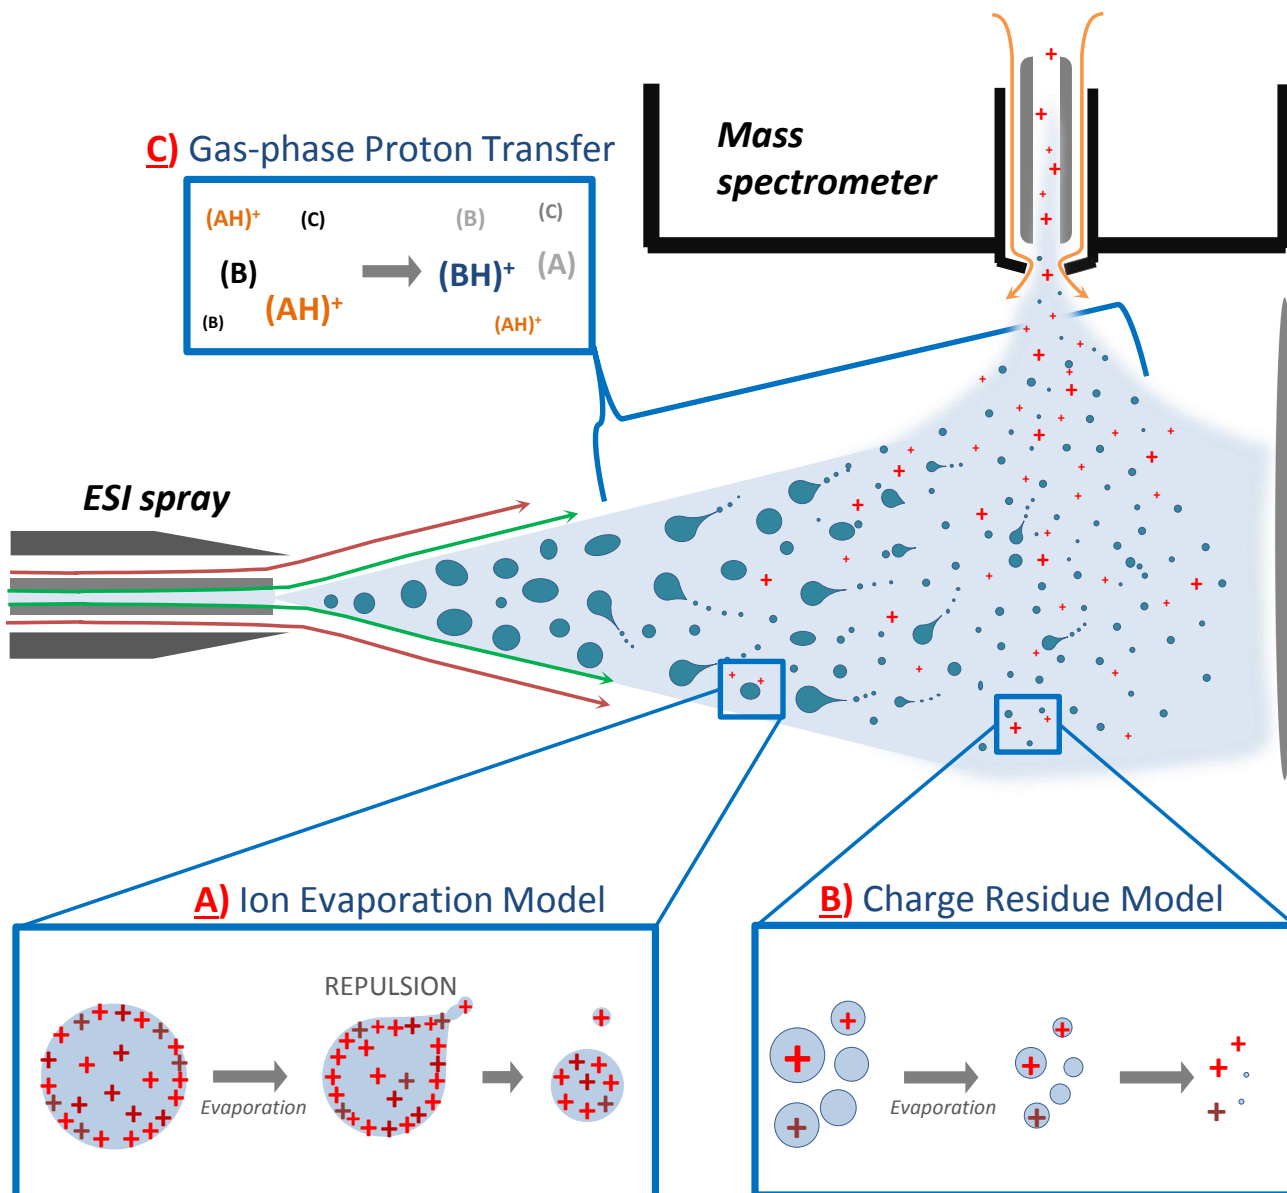 C) Gas-phase Proton Transfer
(AH)⁺ (C) (B) (C)
(B) (BH)⁺ (A)
(AH)⁺
(B) (AH)⁺
Mass
spectrometer
ESI spray
A) Ion Evaporation Model
REPULSION
Evaporation
B) Charge Residue Model
Evaporation